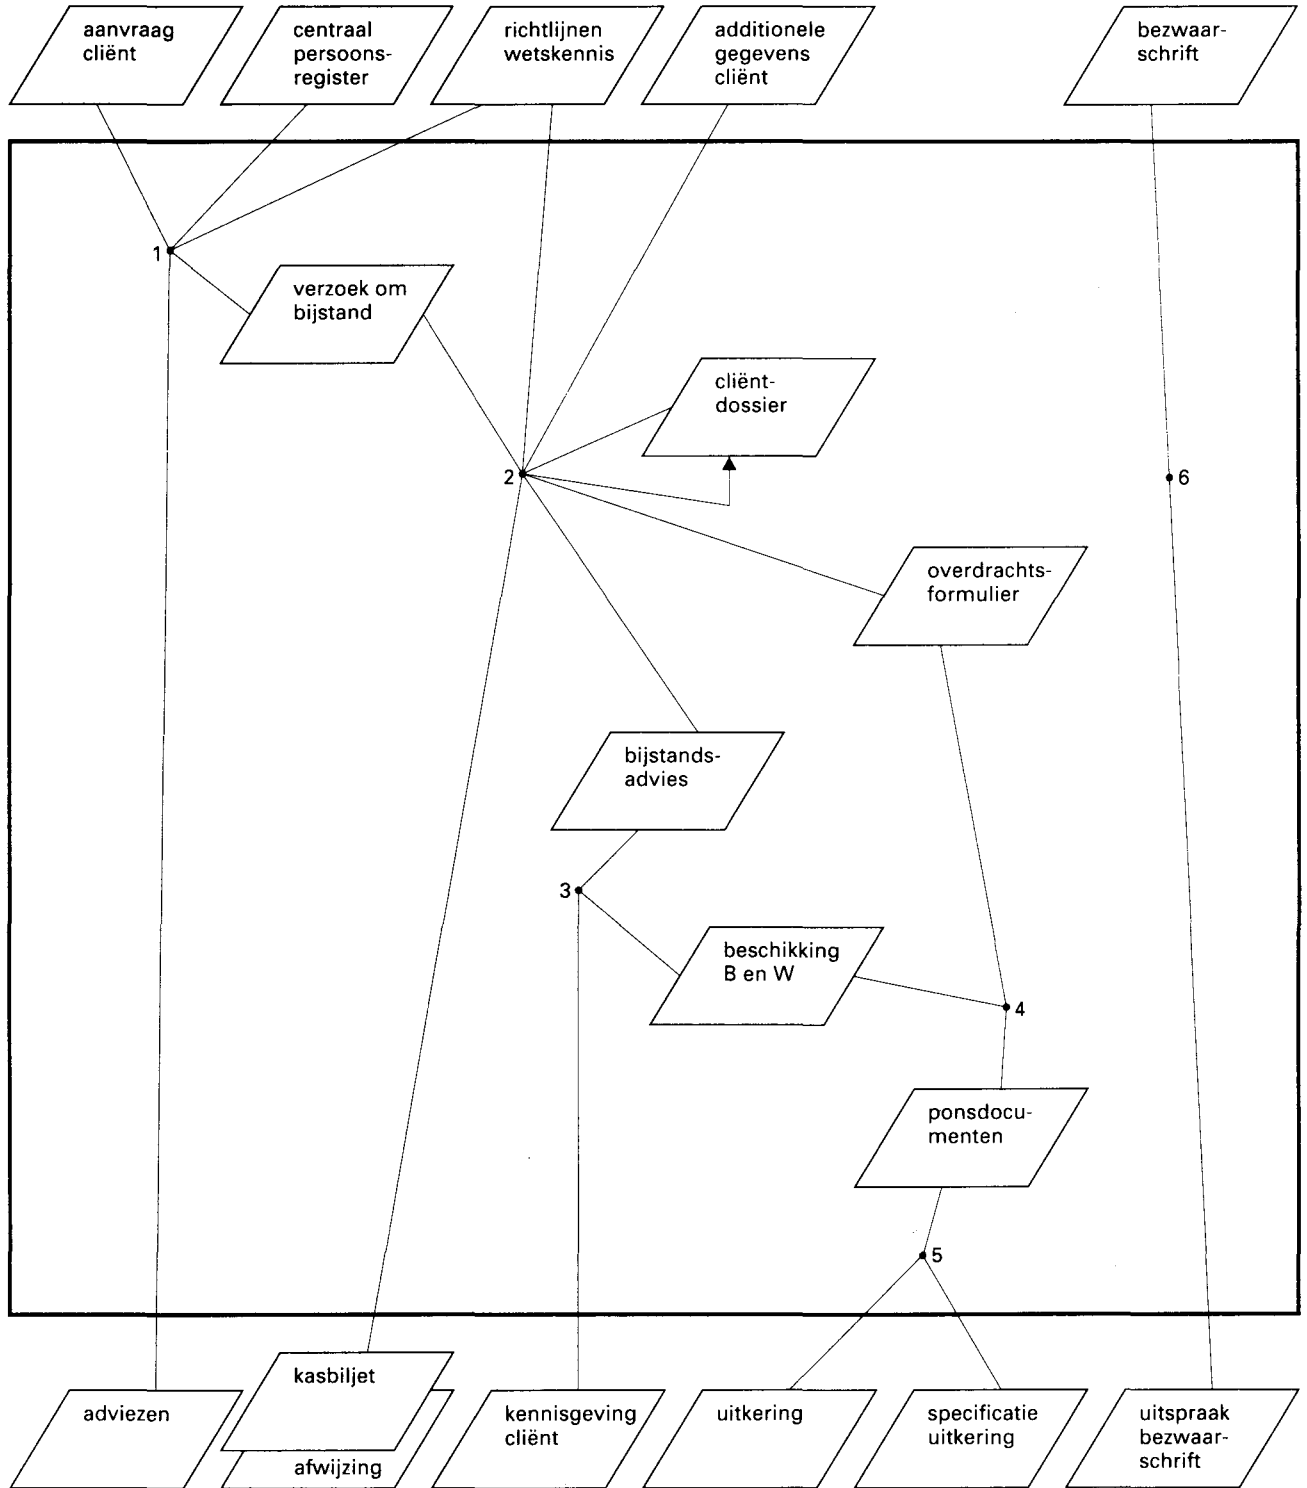 aanvraag
cliënt
centraal
persoons-
register
richtlijnen
wetskennis
additionele
gegevens
cliënt
bezwaar-
schrift
1
verzoek om
bijstand
cliënt-
dossier
2
6
overdrachts-
formulier
bijstands-
advies
3
beschikking
B en W
4
ponsdocu-
menten
5
kasbiljet
adviezen
afwijzing
kennisgeving
cliënt
uitkering
specificatie
uitkering
uitspraak
bezwaar-
schrift